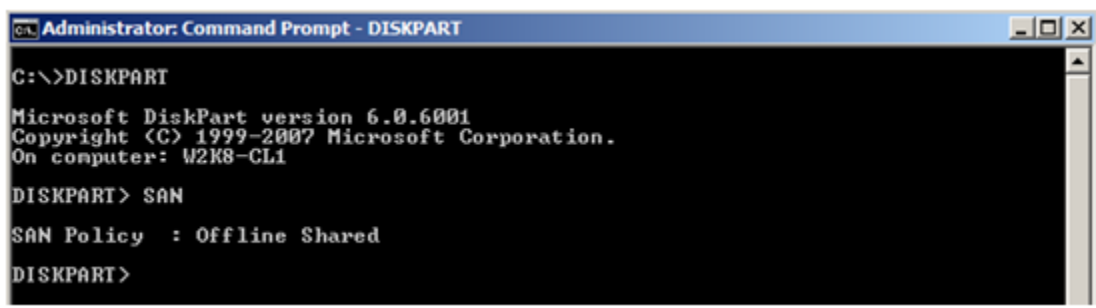 Administrator: Command Prompt - DISKPART
C:\>DISKPART
Microsoft DiskPart version 6.0.6001
Copyright (C) 1999-2007 Microsoft Corporation.
On computer: W2K8-CL1
DISKPART> SAN
SAN Policy  : Offline Shared
DISKPART>